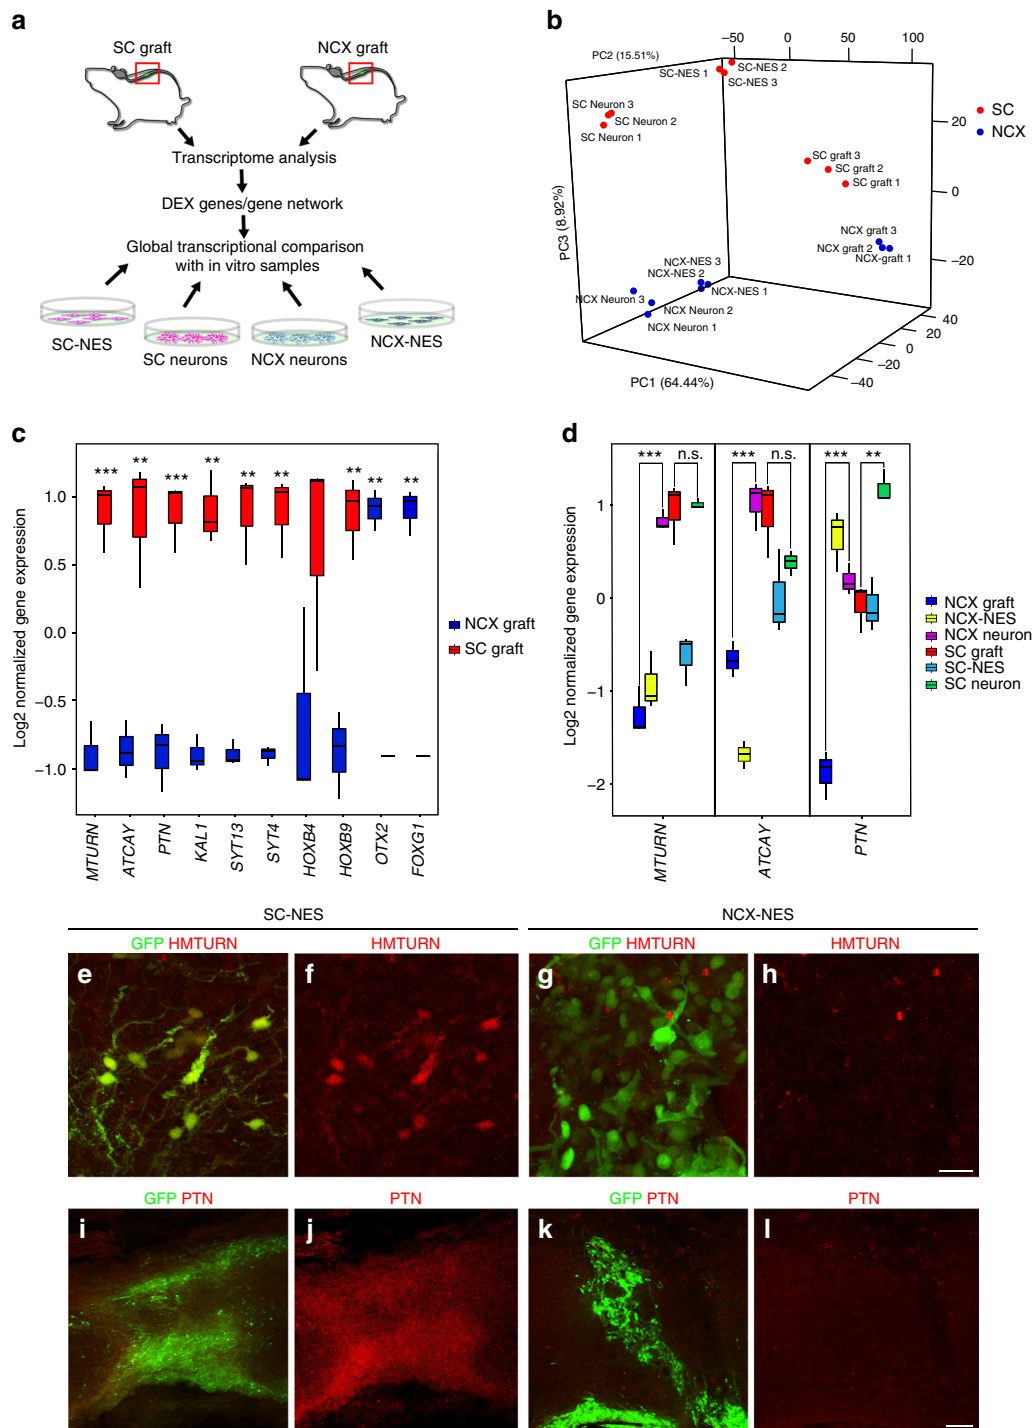 a
SC graft
NCX graft
Transcriptome analysis
DEX genes/gene network
Global transcriptional comparison
with in vitro samples
SC-NES
SC neurons
NCX neurons
NCX-NES
b
−50
0
50
100
PC2 (15.51%)
SC-NES 1
SC-NES 2
SC-NES 3
SC Neuron 3
SC Neuron 2
SC Neuron 1
SC graft 3
SC graft 2
SC graft 1
NCX graft 3
NCX graft 2
NCX-graft 1
NCX-NES 3
NCX-NES 2
NCX-NES 1
NCX Neuron 3
NCX Neuron 2
NCX Neuron 1
PC3 (8.92%)
PC1 (64.44%)
20
0
−20
40
20
0
−20
−40
SC
NCX
c
Log2 normalized gene expression
1.0
0.5
0.0
−0.5
−1.0
***
**
***
**
**
**
**
**
**
MTURN
ATCAY
PTN
KAL1
SYT13
SYT4
HOXB4
HOXB9
OTX2
FOXG1
NCX graft
SC graft
d
Log2 normalized gene expression
1
0
−1
−2
***
n.s.
***
n.s.
***
**
MTURN
ATCAY
PTN
NCX graft
NCX-NES
NCX neuron
SC graft
SC-NES
SC neuron
SC-NES
NCX-NES
GFP HMTURN
HMTURN
GFP HMTURN
HMTURN
e
f
g
h
GFP PTN
PTN
GFP PTN
PTN
i
j
k
l